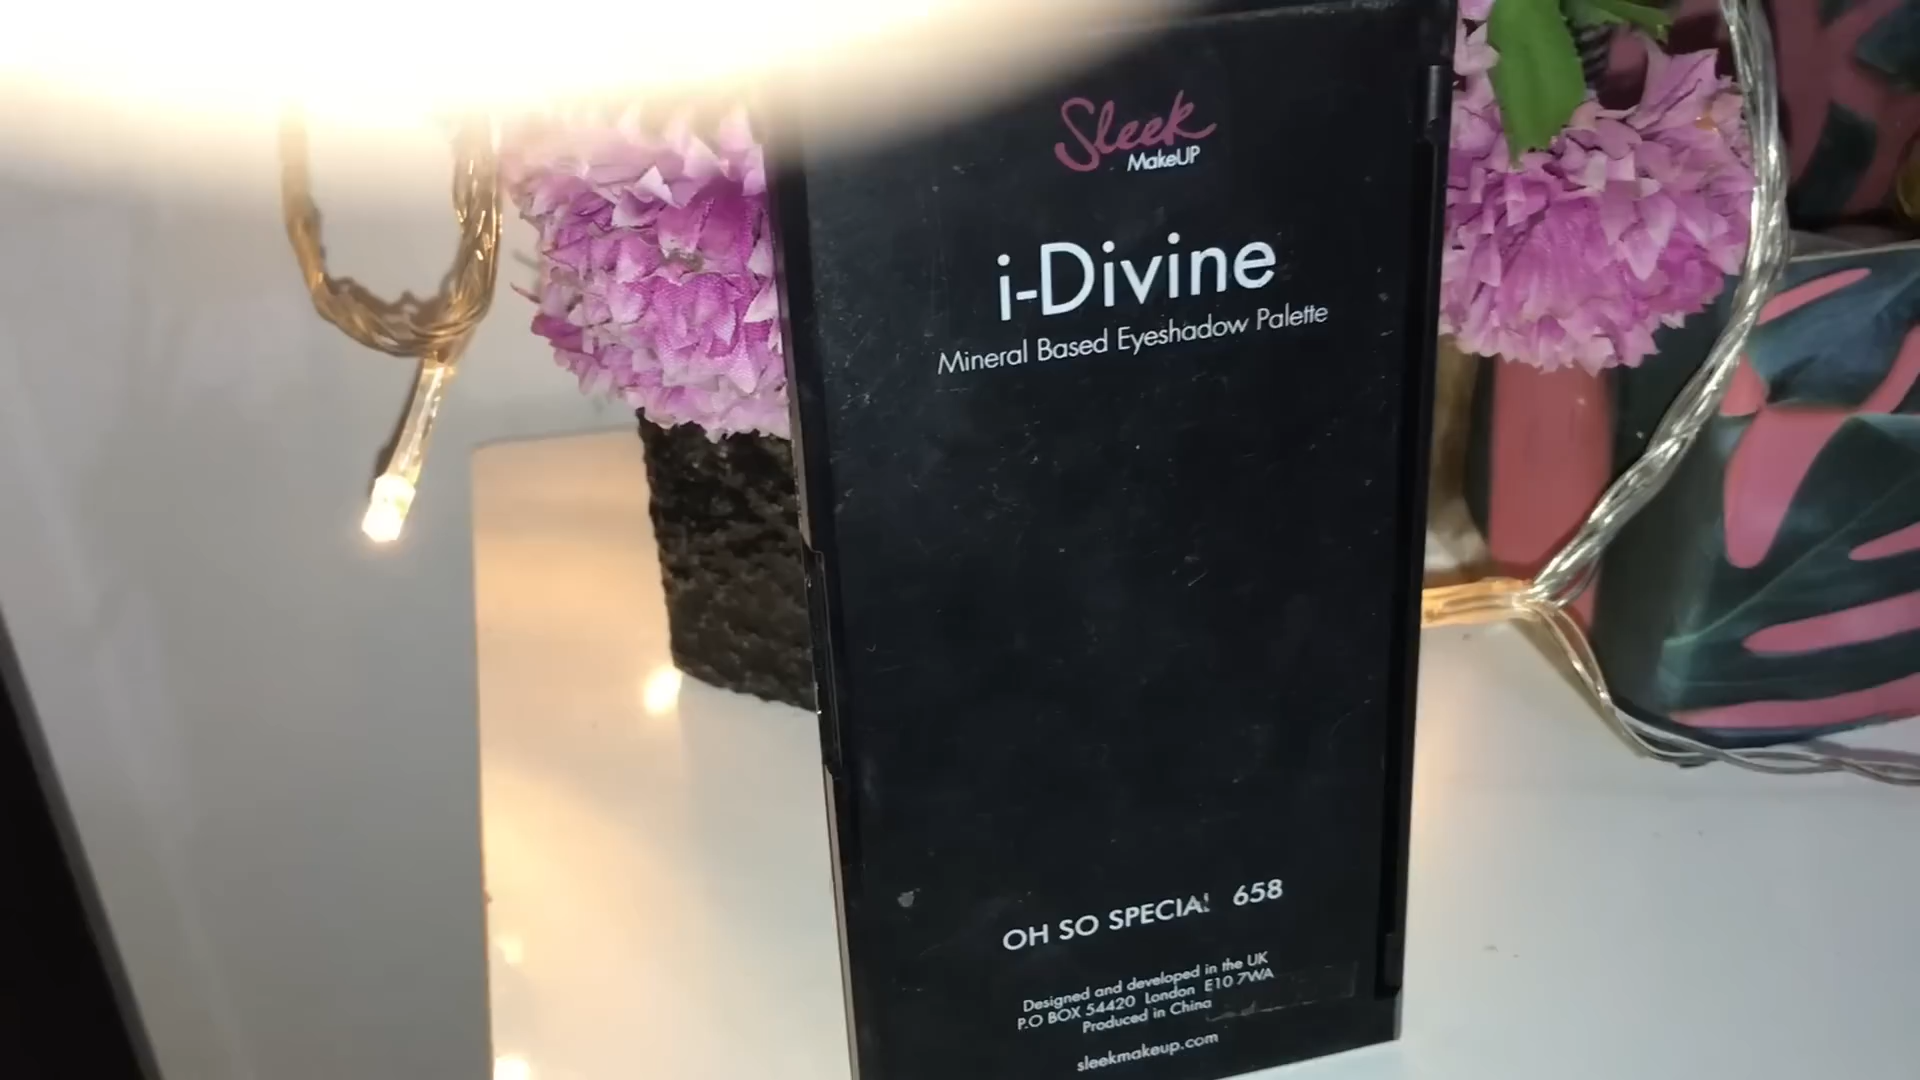 Sleek
MakeUP
i-Divine
Mineral Based Eyeshadow Palette
OH SO SPECIAL 658
Designed and developed in the UK
P.O BOX 54420 London E10 7WA
Produced in China
sleekmakeup.com